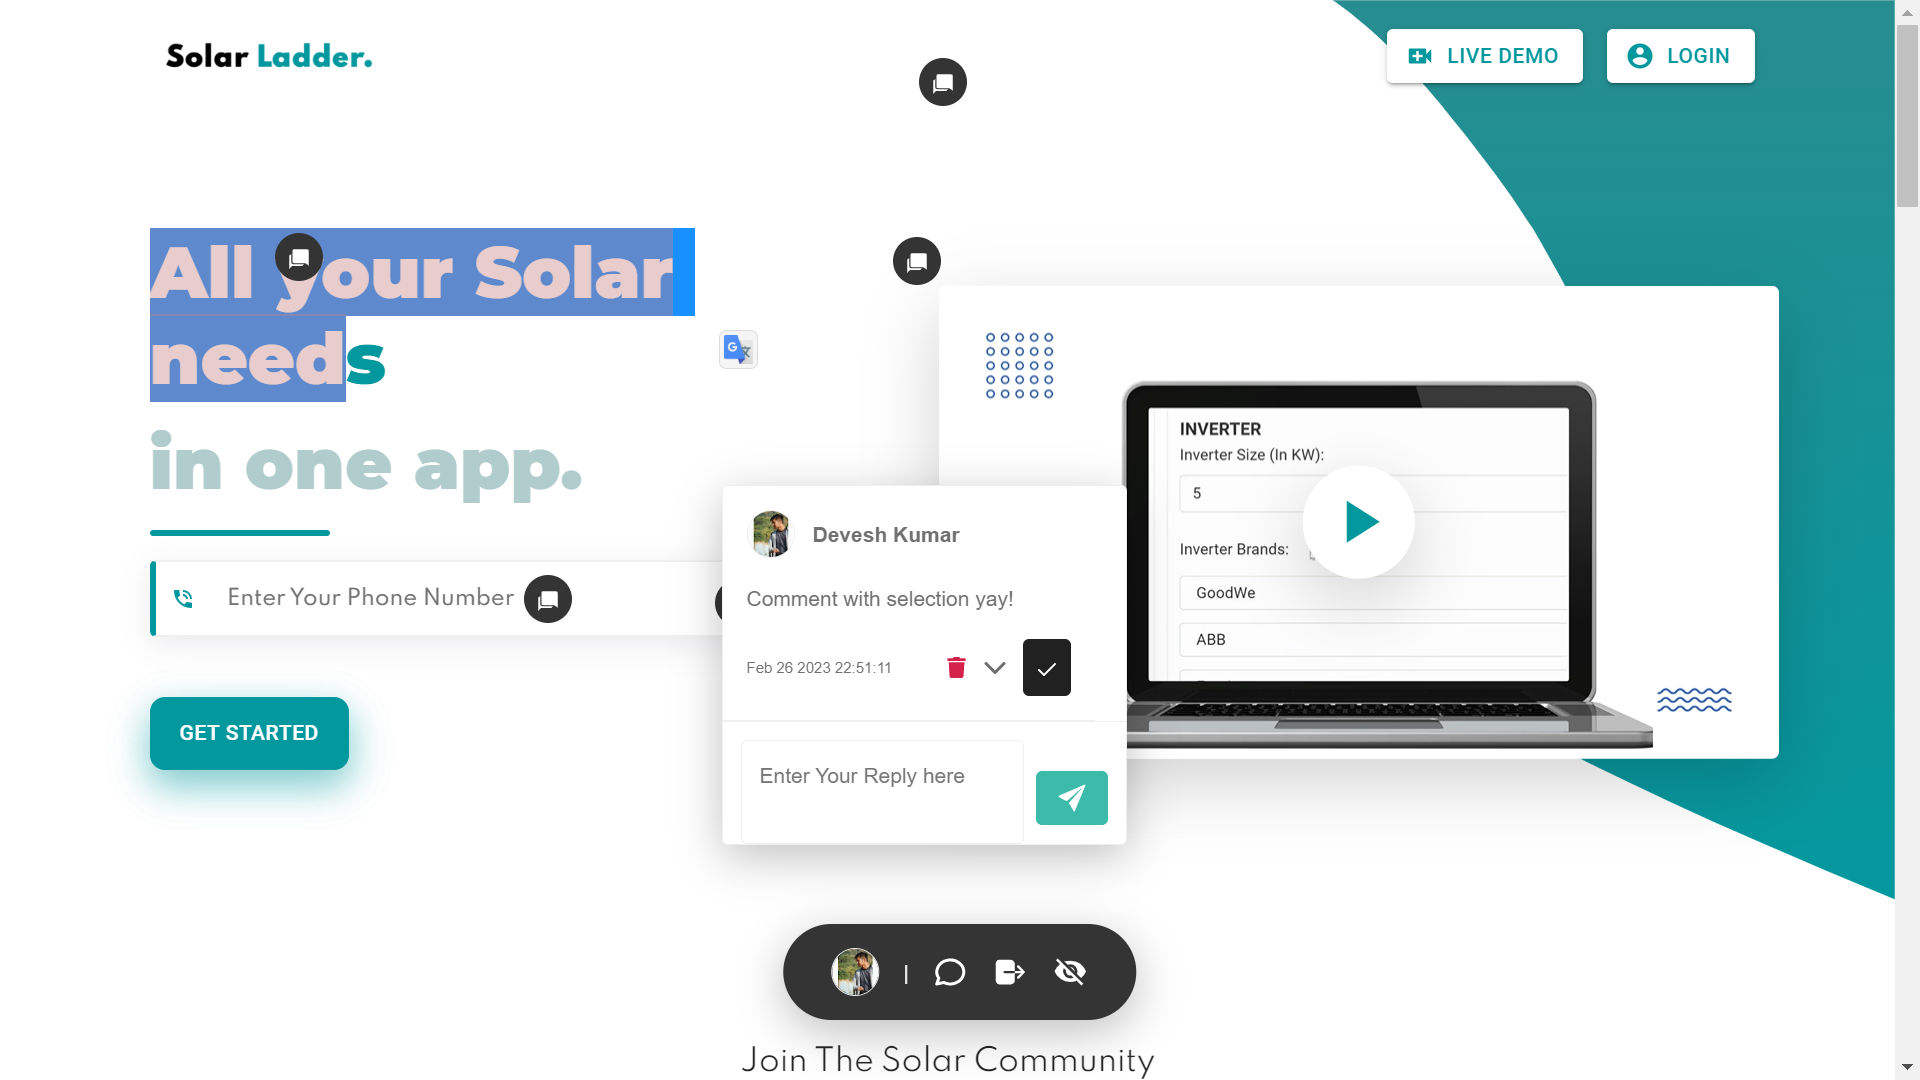 Solar Ladder.
LIVE DEMO
LOGIN
All your Solar
needs
in one app.
Enter Your Phone Number
GET STARTED
Devesh Kumar
Comment with selection yay!
Feb 26 2023 22:51:11
Enter Your Reply here
INVERTER
Inverter Size (In KW):
5
Inverter Brands:
GoodWe
ABB
Join The Solar Community